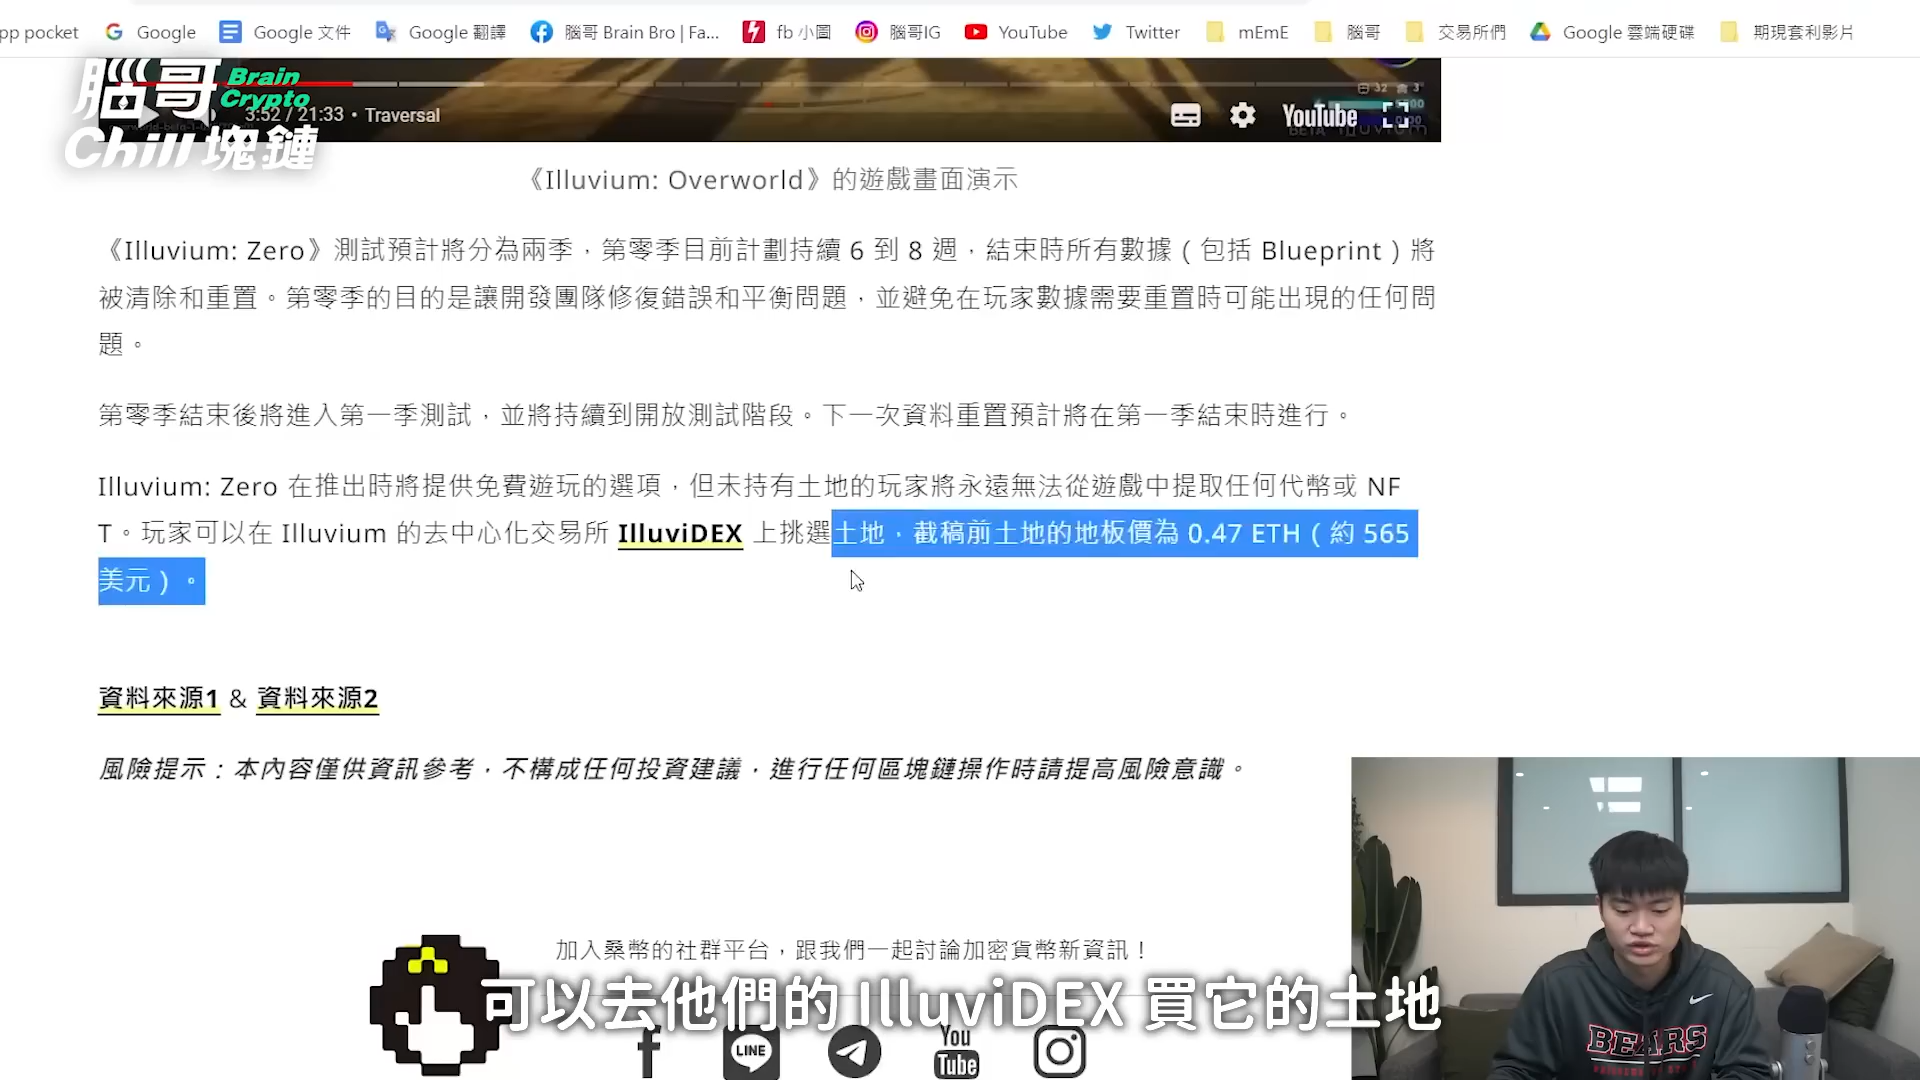 pp pocket
Google
Google 文件
Google 翻譯
腦哥 Brain Bro | Fa...
fb 小圖
腦哥IG
YouTube
Twitter
mEmE
腦哥
交易所們
Google 雲端硬碟
期現套利影片
腦哥 Brain Crypto
Chill 塊鏈
3:52 / 21:33 • Traversal
YouTube
《Illuvium: Overworld》的遊戲畫面演示
《Illuvium: Zero》測試預計將分為兩季，第零季目前計劃持續 6 到 8 週，結束時所有數據（包括 Blueprint）將
被清除和重置。第零季的目的是讓開發團隊修復錯誤和平衡問題，並避免在玩家數據需要重置時可能出現的任何問
題。
第零季結束後將進入第一季測試，並將持續到開放測試階段。下一次資料重置預計將在第一季結束時進行。
Illuvium: Zero 在推出時將提供免費遊玩的選項，但未持有土地的玩家將永遠無法從遊戲中提取任何代幣或 NF
T。玩家可以在 Illuvium 的去中心化交易所 IlluviDEX 上挑選土地，截稿前土地的地板價為 0.47 ETH（約 565
美元）。
資料來源1 & 資料來源2
風險提示：本內容僅供資訊參考，不構成任何投資建議，進行任何區塊鏈操作時請提高風險意識。
加入桑幣的社群平台，跟我們一起討論加密貨幣新資訊！
可以去他們的 IlluviDEX 買它的土地
LINE
You
Tube
BEARS